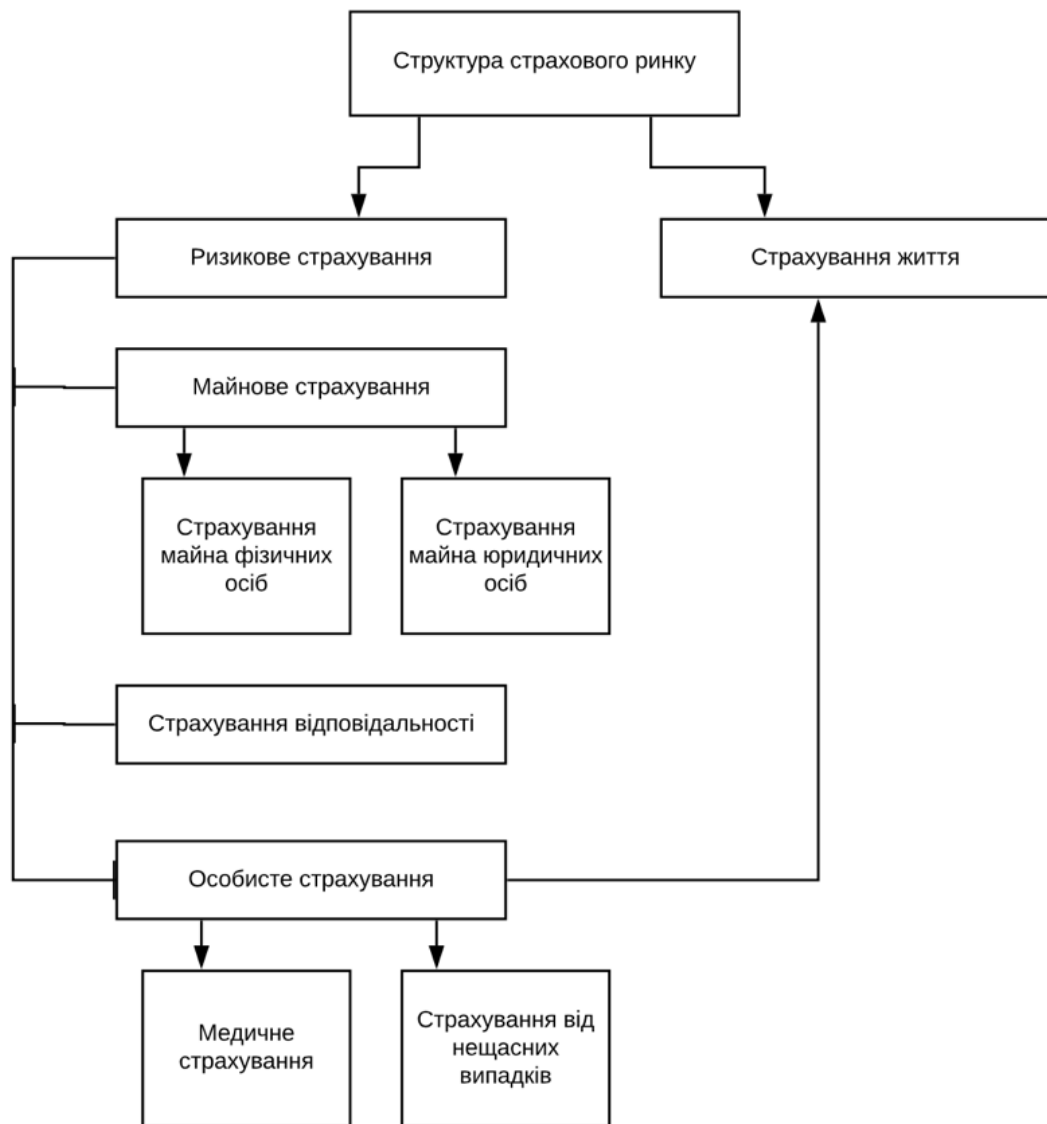 Структура страхового ринку
Ризикове страхування
Страхування життя
Майнове страхування
Страхування
майна фізичних
осіб
Страхування
майна юридичних
осіб
Страхування відповідальності
Особисте страхування
Медичне
страхування
Страхування від
нещасних
випадків